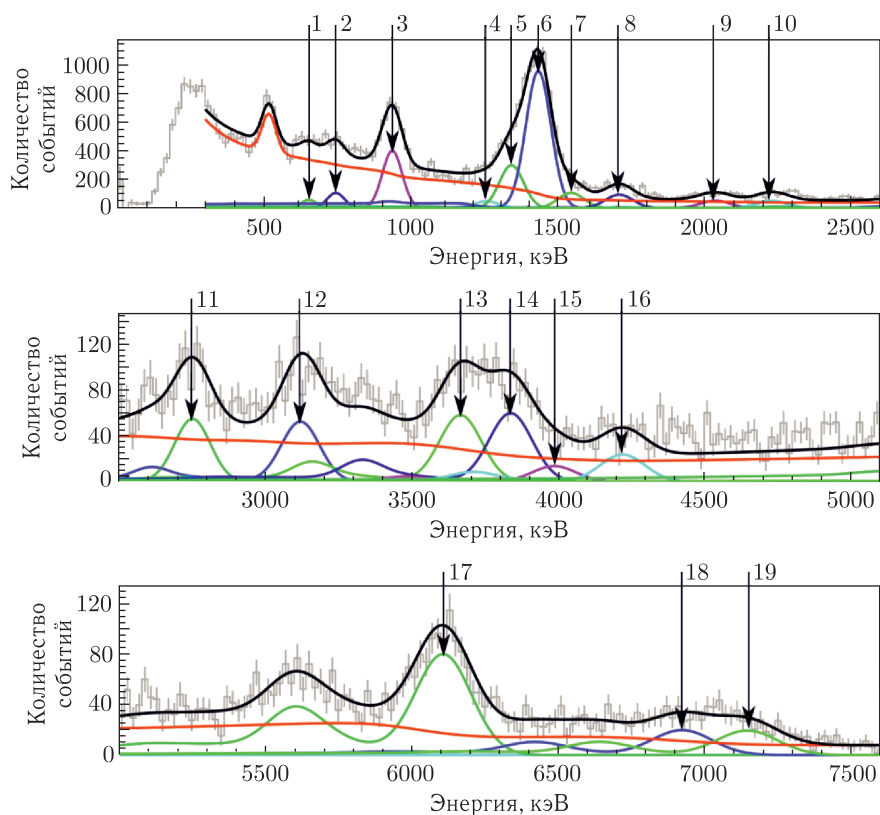 1 2 3 4 5 6 7 8 9 10
Количество
событий
1000
800
600
400
200
0
500 1000 1500 2000 2500
Энергия, кэВ
11 12 13 14 15 16
Количество
событий
120
80
40
0
3000 3500 4000 4500 5000
Энергия, кэВ
17 18 19
Количество
событий
120
80
40
0
5500 6000 6500 7000 7500
Энергия, кэВ